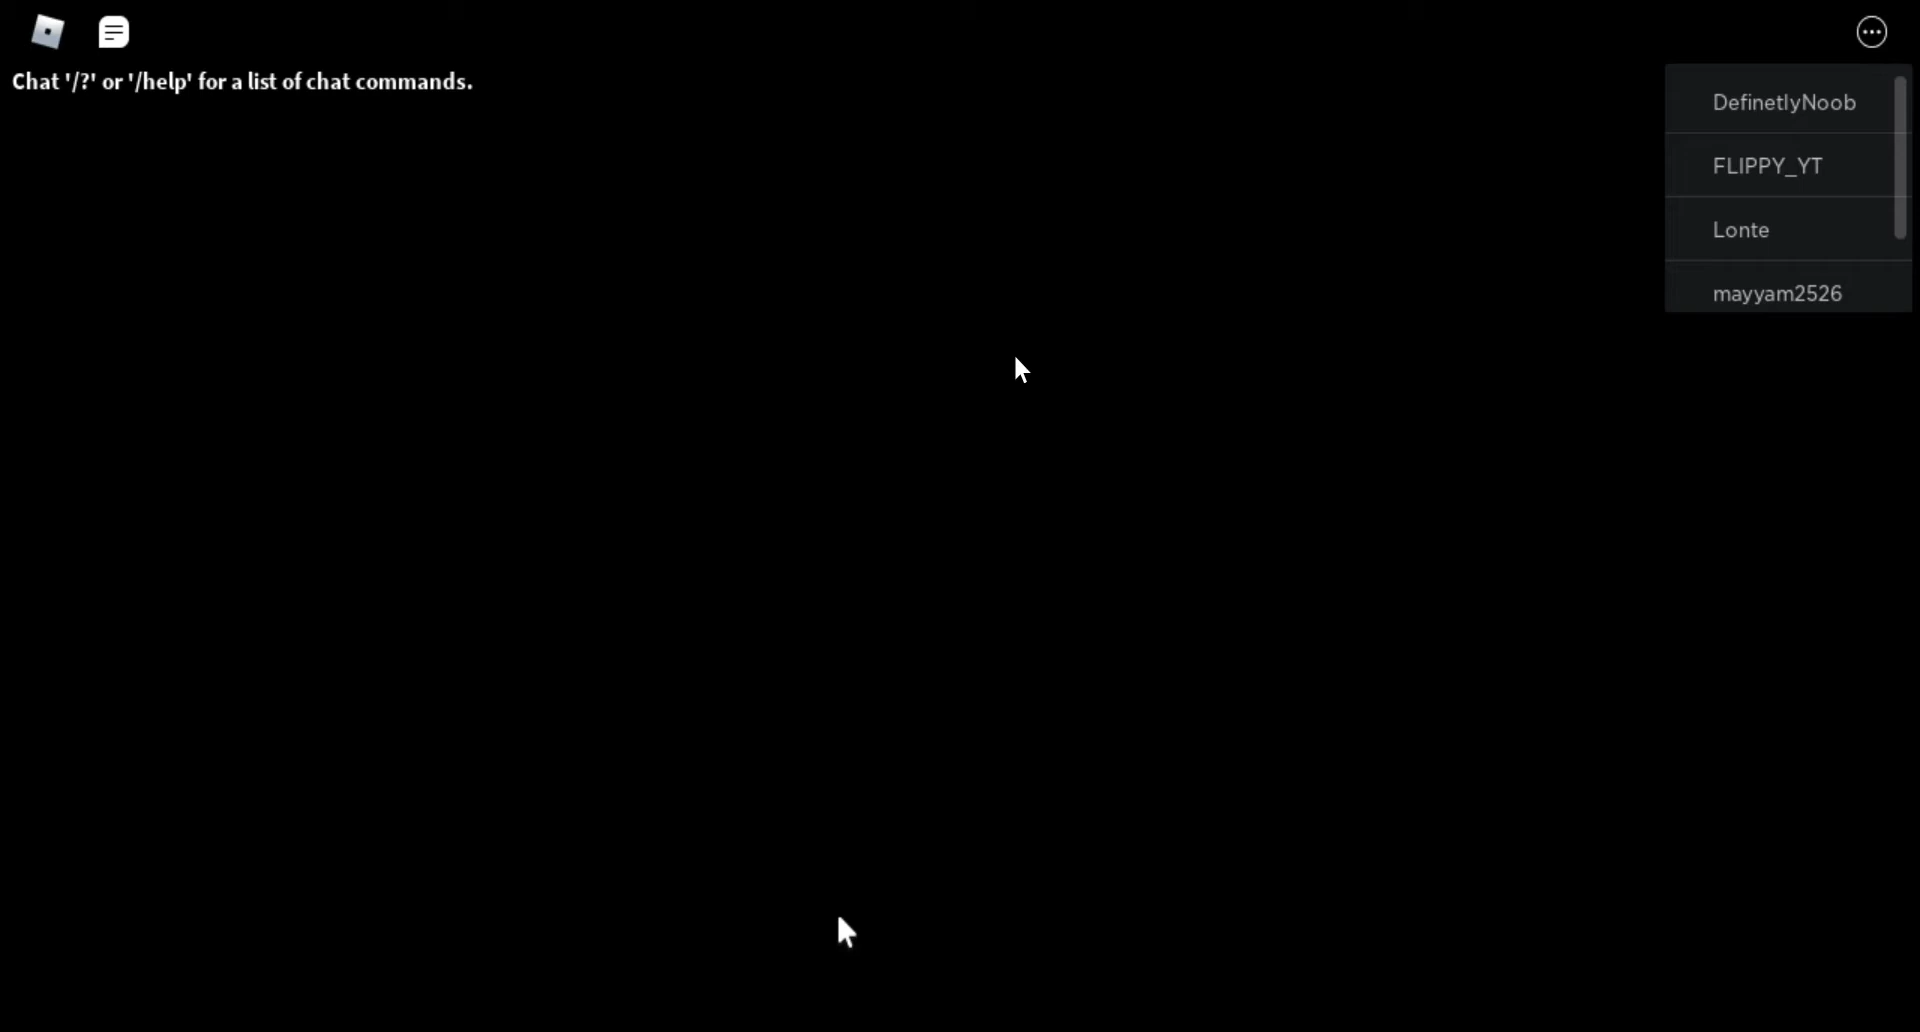 Chat '/?' or '/help' for a list of chat commands.
DefinetlyNoob
FLIPPY_YT
Lonte
mayyam2526